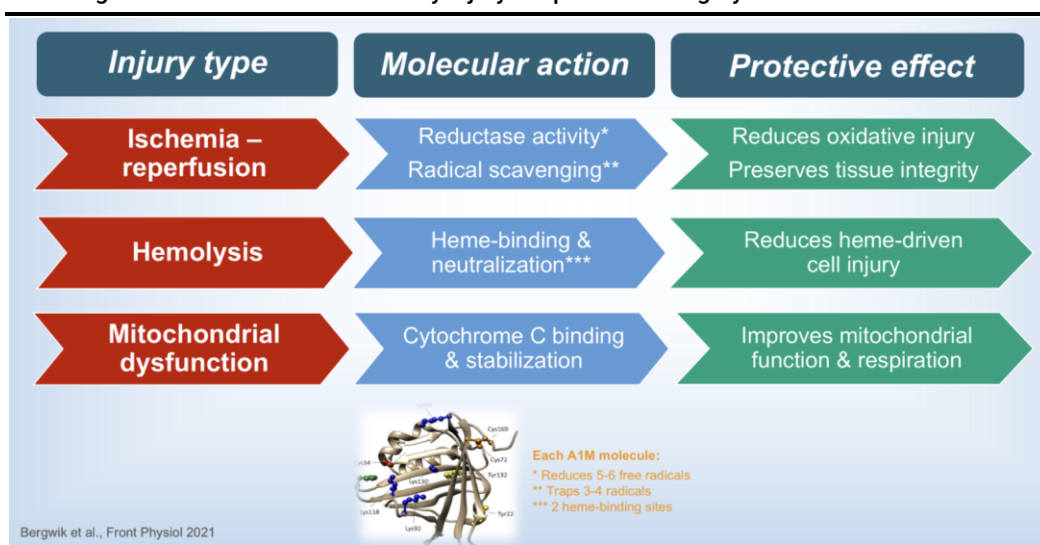 Injury type
Molecular action
Protective effect
Ischemia –
reperfusion
Reductase activity*
Radical scavenging**
Reduces oxidative injury
Preserves tissue integrity
Hemolysis
Heme-binding &
neutralization***
Reduces heme-driven
cell injury
Mitochondrial
dysfunction
Cytochrome C binding
& stabilization
Improves mitochondrial
function & respiration
Cys169
Cys72
Tyr132
Lys130
Lys118
Lys92
Tyr22
Each A1M molecule:
* Reduces 5-6 free radicals
** Traps 3-4 radicals
*** 2 heme-binding sites
Bergwik et al., Front Physiol 2021